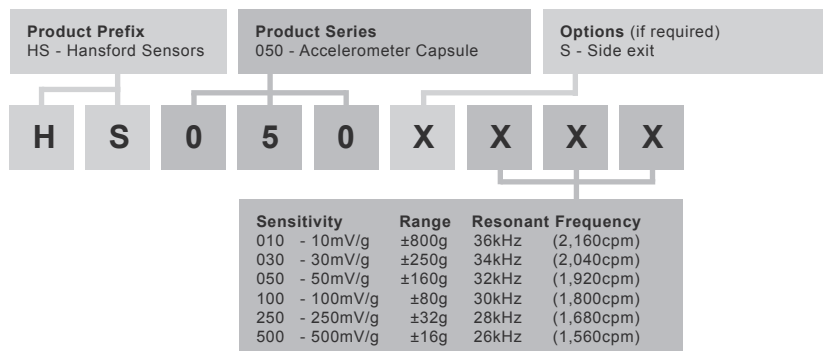 Product Prefix
HS - Hansford Sensors
Product Series
050 - Accelerometer Capsule
Options (if required)
S - Side exit
H S 0 5 0 X X X X
Sensitivity Range Resonant Frequency
010 - 10mV/g ±800g 36kHz (2,160cpm)
030 - 30mV/g ±250g 34kHz (2,040cpm)
050 - 50mV/g ±160g 32kHz (1,920cpm)
100 - 100mV/g ±80g 30kHz (1,800cpm)
250 - 250mV/g ±32g 28kHz (1,680cpm)
500 - 500mV/g ±16g 26kHz (1,560cpm)